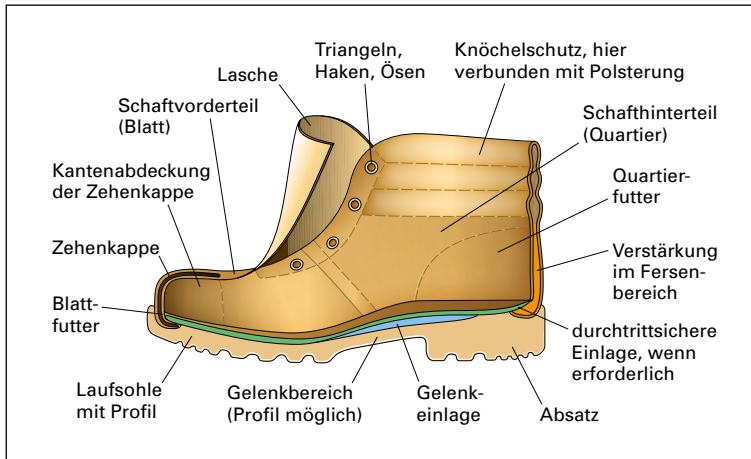 Triangeln,
Haken, Ösen
Knöchelschutz, hier
verbunden mit Polsterung
Lasche
Schaftvorderteil
(Blatt)
Schafthinterteil
(Quartier)
Kantenabdeckung
der Zehenkappe
Quartier-
futter
Zehenkappe
Verstärkung
im Fersen-
bereich
Blatt-
futter
durchtrittsichere
Einlage, wenn
erforderlich
Laufsohle
mit Profil
Gelenkbereich
(Profil möglich)
Gelenk-
einlage
Absatz